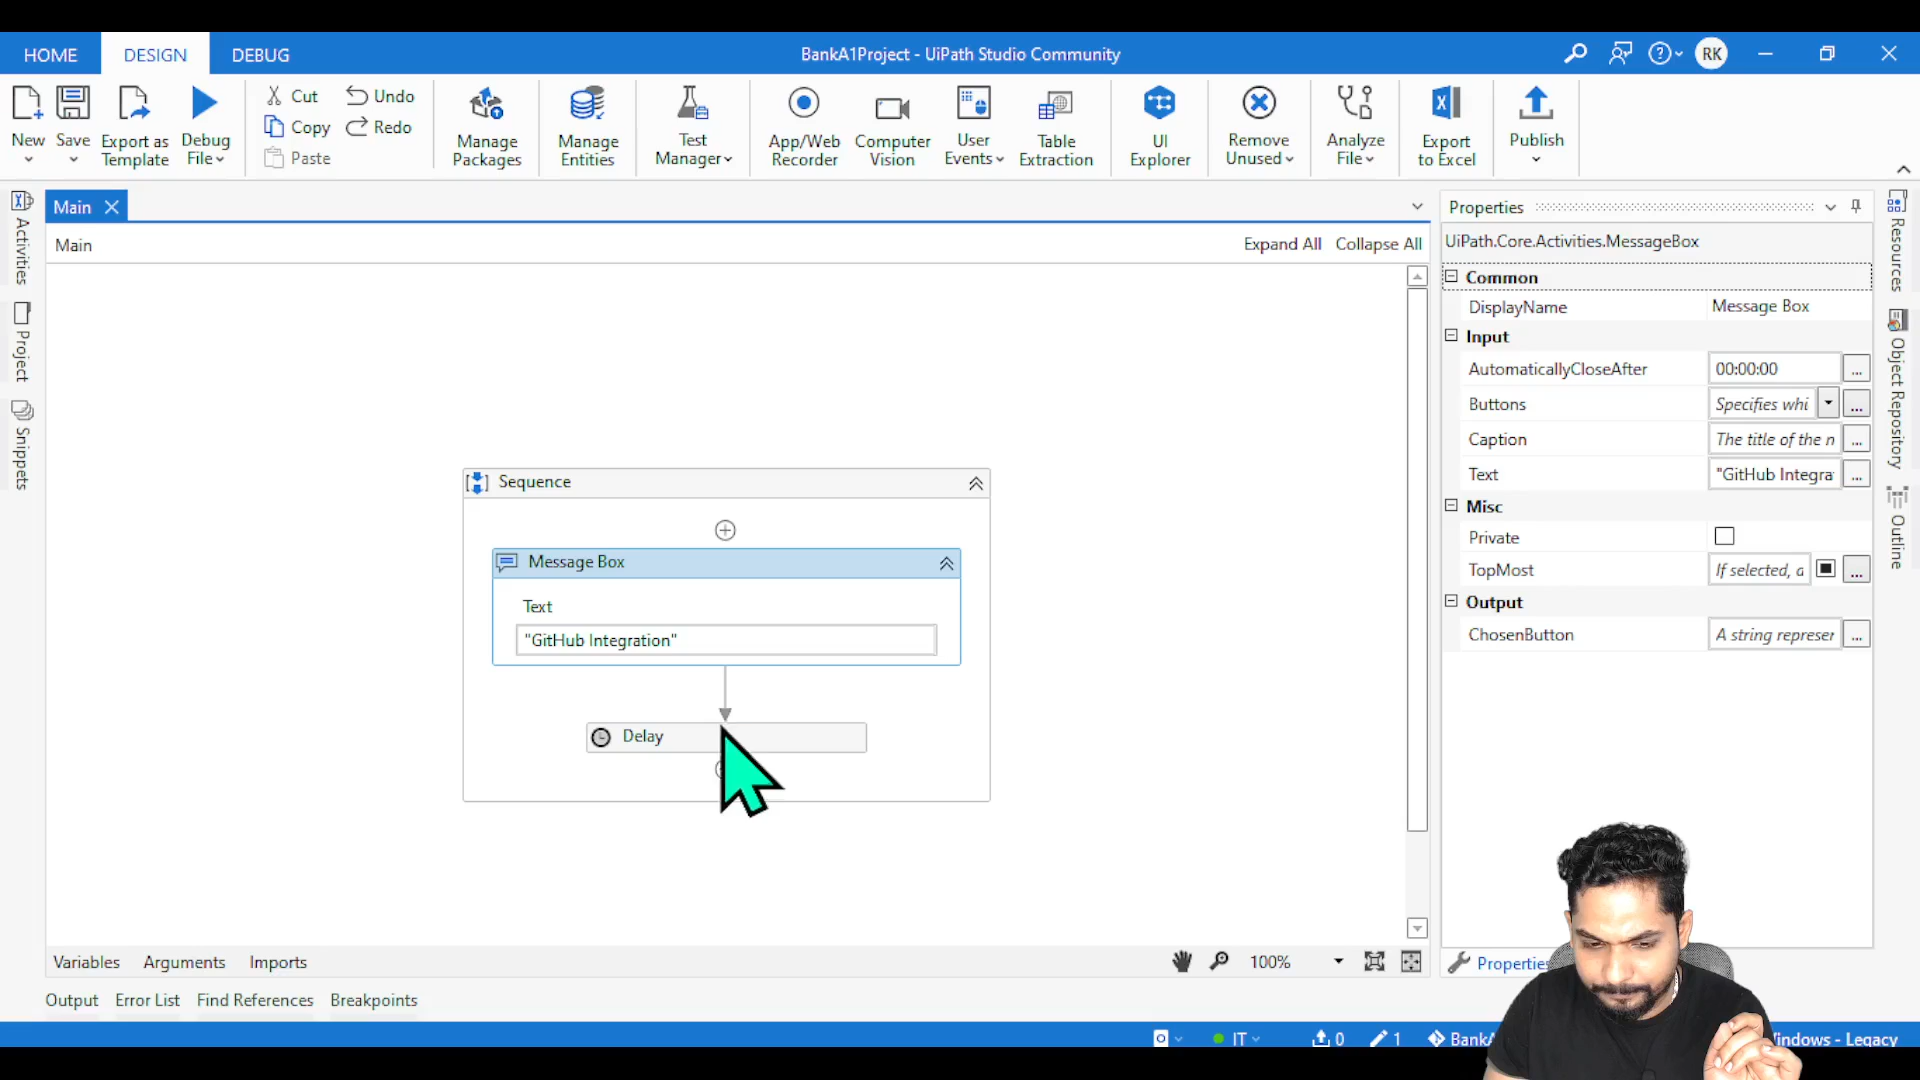 HOME DESIGN DEBUG BankA1Project - UiPath Studio Community RK
New Save Export as Template Debug File
Cut Undo
Copy Redo
Paste
Manage Packages
Manage Entities
Test Manager
App/Web Recorder
Computer Vision
User Events
Table Extraction
UI Explorer
Remove Unused
Analyze File
Export to Excel
Publish
Activities
Project
Snippets
Main
Main Expand All Collapse All
Sequence
Message Box
Text
"GitHub Integration"
Delay
Properties
UiPath.Core.Activities.MessageBox
Common
DisplayName Message Box
Input
AutomaticallyCloseAfter 00:00:00 ...
Buttons Specifies whi ...
Caption The title of the n ...
Text "GitHub Integra ...
Misc
Private
TopMost If selected, a ...
Output
ChosenButton A string represer ...
Properties
Resources
Object Repository
Outline
Variables Arguments Imports 100%
Output Error List Find References Breakpoints
IT 0 1 Windows - Legacy